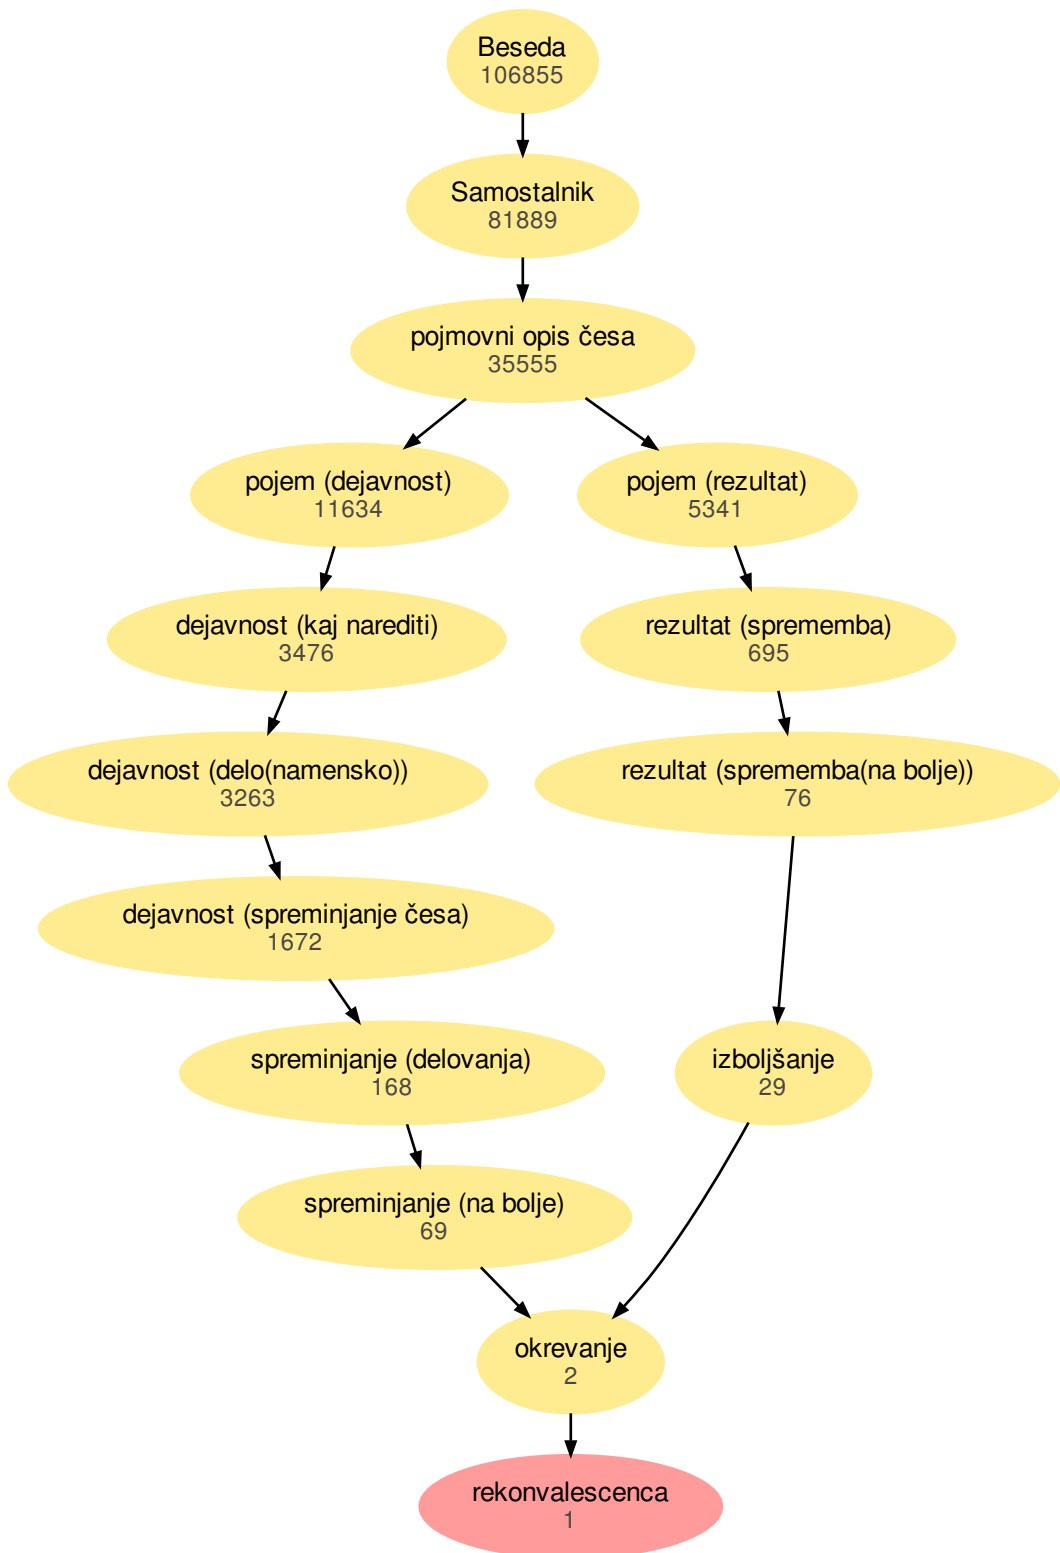 Beseda
106855
Samostalnik
81889
pojmovni opis česa
35555
pojem (dejavnost)
11634
pojem (rezultat)
5341
dejavnost (kaj narediti)
3476
rezultat (sprememba)
695
dejavnost (delo(namensko))
3263
rezultat (sprememba(na bolje))
76
dejavnost (spreminjanje česa)
1672
spreminjanje (delovanja)
168
izboljšanje
29
spreminjanje (na bolje)
69
okrevanje
2
rekonvalescenca
1